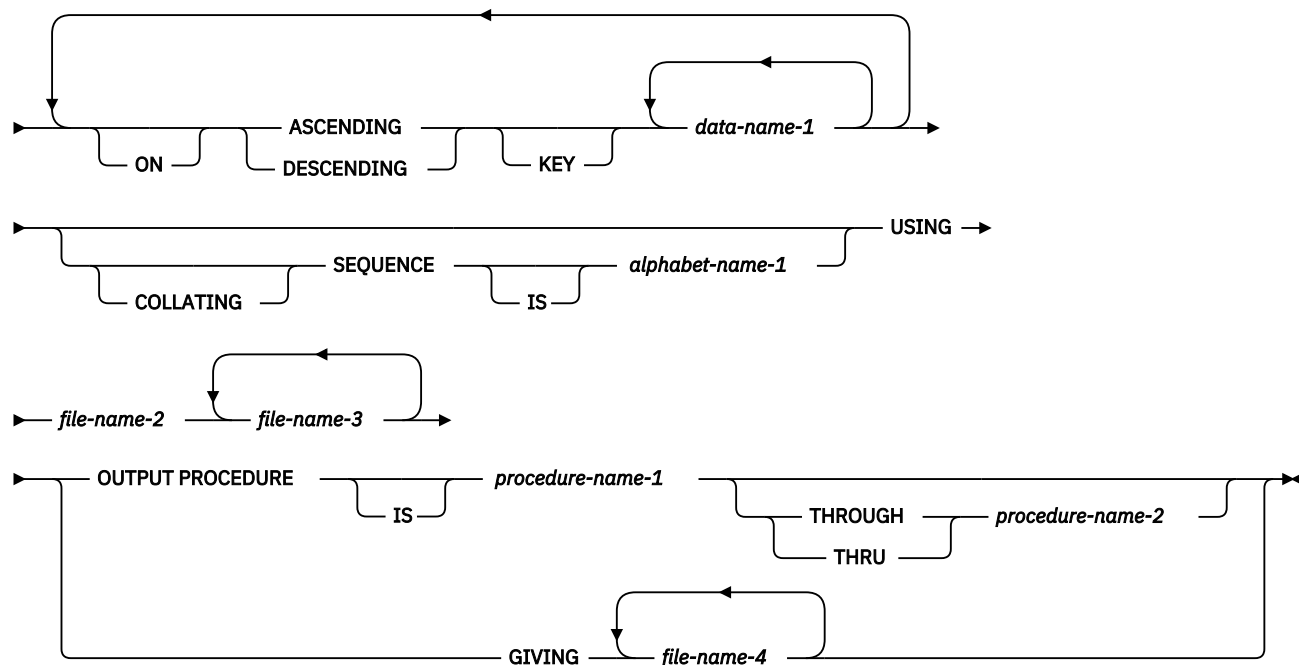 ASCENDING data-name-1
ON DESCENDING KEY
USING
SEQUENCE alphabet-name-1
COLLATING IS
file-name-2 file-name-3
OUTPUT PROCEDURE procedure-name-1
IS THROUGH procedure-name-2
THRU
GIVING file-name-4